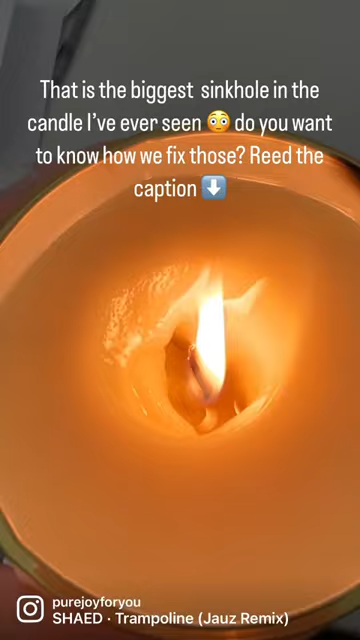 That is the biggest sinkhole in the
candle I've ever seen 😳 do you want
to know how we fix those? Reed the
caption ⬇️
purejoyforyou
SHAED · Trampoline (Jauz Remix)